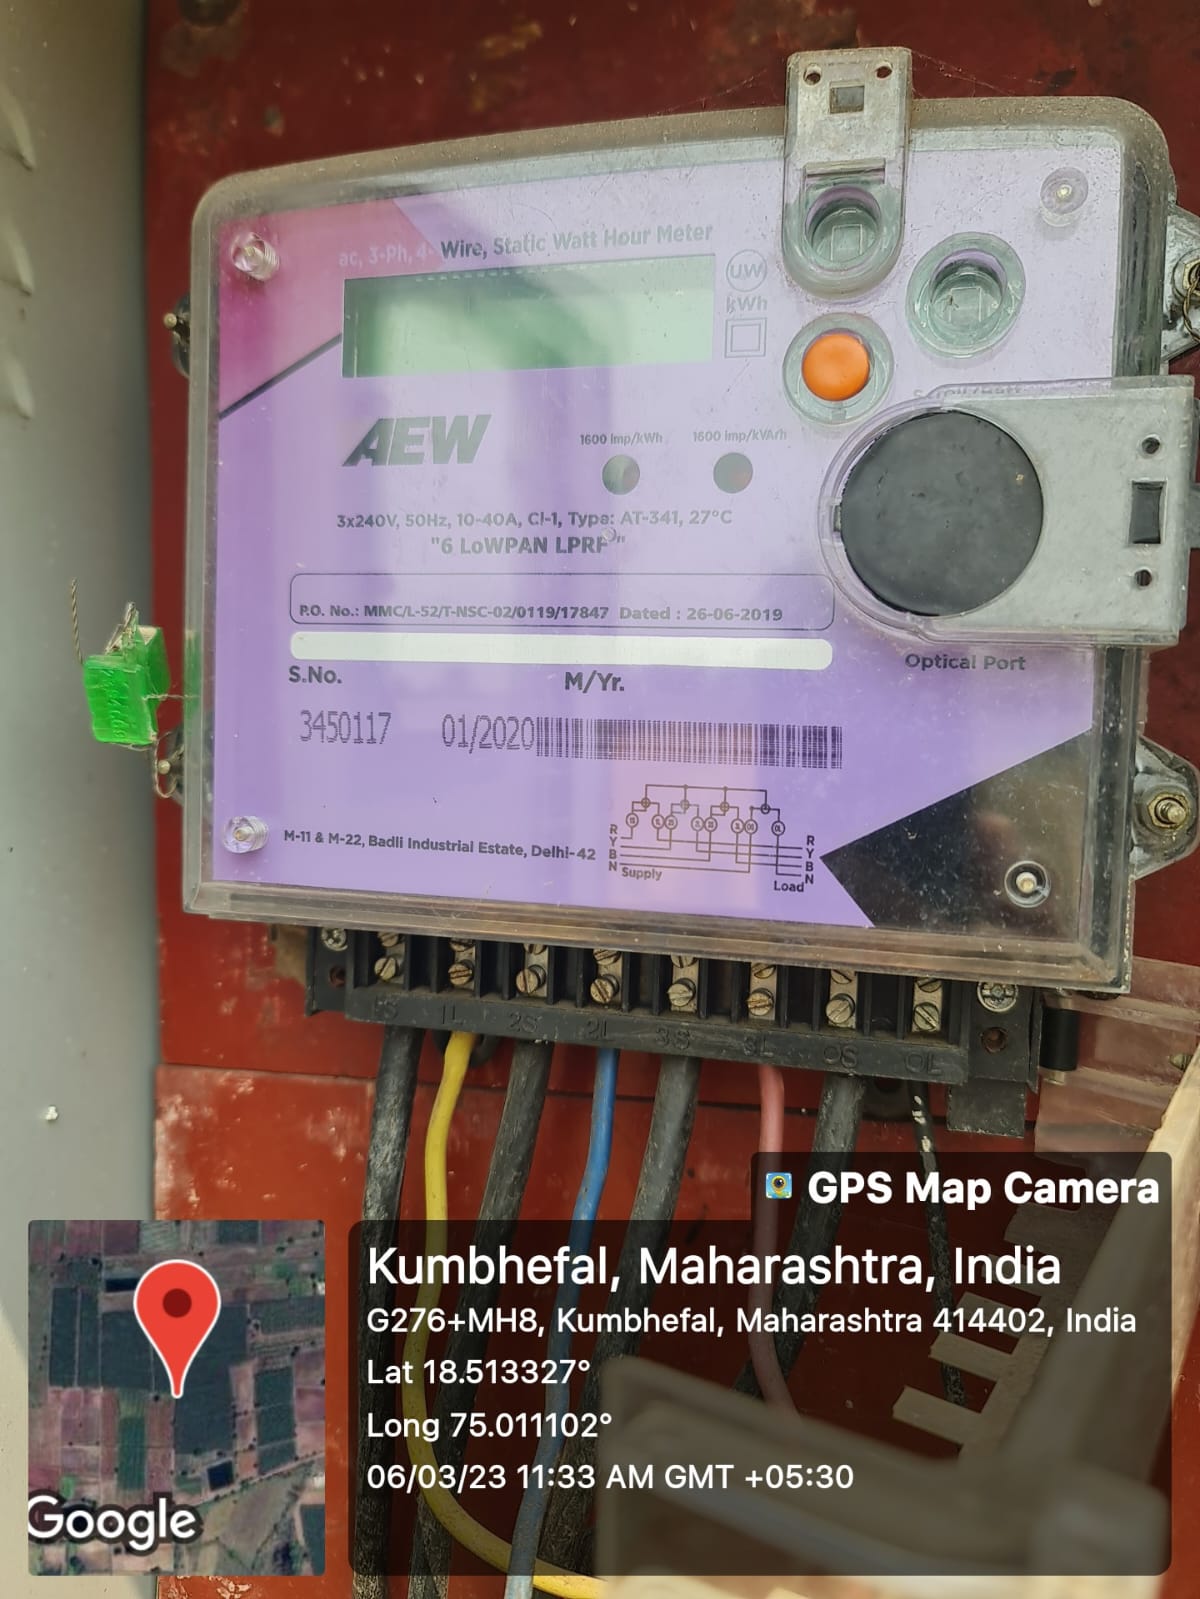 ac, 3-Ph, 4- Wire, Static Watt Hour Meter
UW
kWh
AEW
1600 imp/kWh 1600 imp/kVArh
3x240V, 50Hz, 10-40A, Cl-1, Type: AT-341, 27°C
"6 LoWPAN LPRF"
P.O. No.: MMC/L-52/T-NSC-02/0119/17847 Dated : 26-06-2019
Optical Port
S.No. M/Yr.
3450117 01/2020
M-11 & M-22, Badli Industrial Estate, Delhi-42
R
Y
B
N
Supply
Load
R
Y
B
N
1S 1L 2S 2L 3S 3L 0S 0L
GPS Map Camera
Kumbhefal, Maharashtra, India
G276+MH8, Kumbhefal, Maharashtra 414402, India
Lat 18.513327°
Long 75.011102°
06/03/23 11:33 AM GMT +05:30
Google